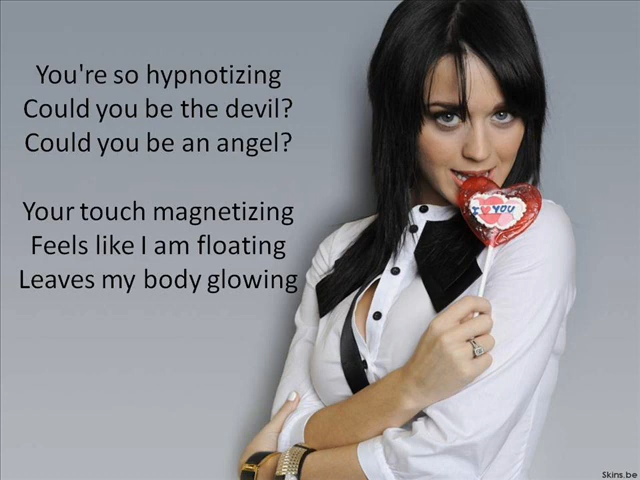 You're so hypnotizing
Could you be the devil?
Could you be an angel?
Your touch magnetizing
Feels like I am floating
Leaves my body glowing
I YOU
Skins.be